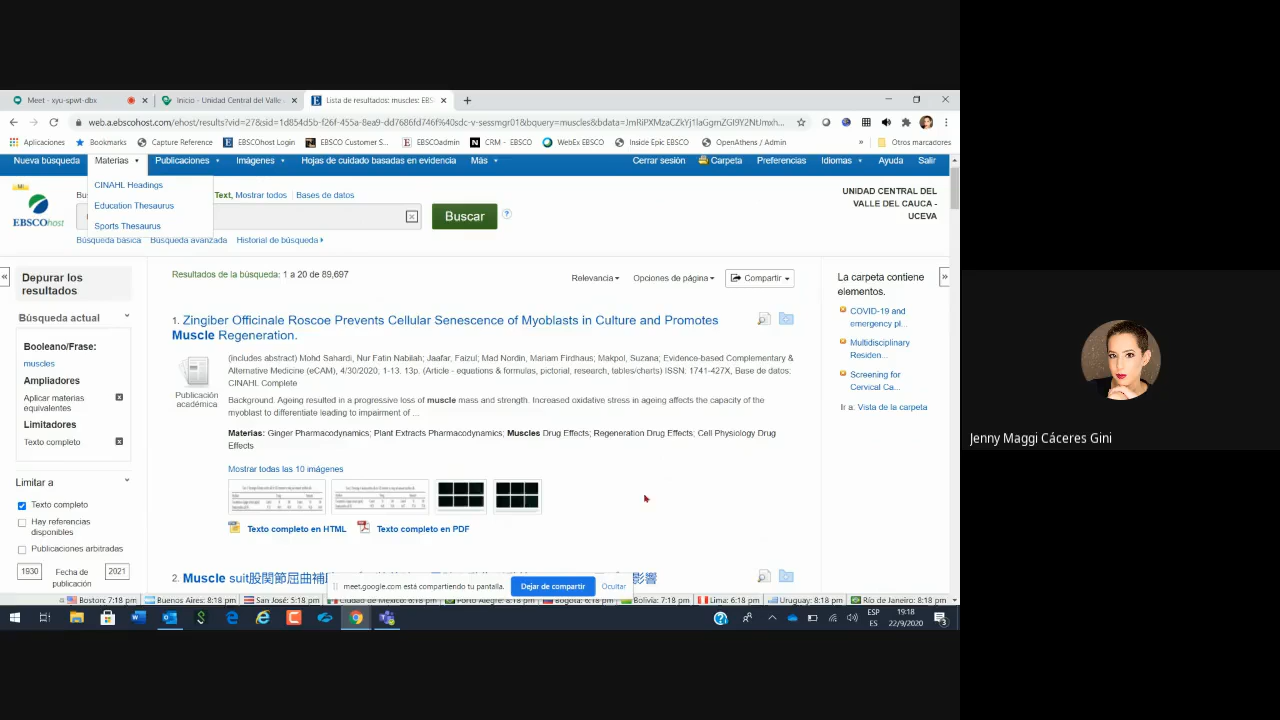 Meet - xyu-spwt-dbx
Inicio - Unidad Central del Valle
Lista de resultados: muscles: EBS
web.a.ebscohost.com/ehost/results?vid=27&sid=1d854d5b-f26f-455a-8ea9-dd7686fd746f%40sdc-v-sessmgr01&bquery=muscles&bdata=JmRiPXMzaCZkYj1laGgmZGI9Y2NtJmxh...
Aplicaciones
Bookmarks
Capture Reference
EBSCOhost Login
EBSCO Customer S...
EBSCOadmin
CRM - EBSCO
WebEx EBSCO
Inside Epic EBSCO
OpenAthens / Admin
»
Otros marcadores
Nueva búsqueda
Materias
Publicaciones
Imágenes
Hojas de cuidado basadas en evidencia
Más
Cerrar sesión
Carpeta
Preferencias
Idiomas
Ayuda
Salir
CINAHL Headings
Education Thesaurus
Sports Thesaurus
EBSCOhost
Text, Mostrar todos
Bases de datos
Buscar
?
Búsqueda básica
Búsqueda avanzada
Historial de búsqueda
UNIDAD CENTRAL DEL
VALLE DEL CAUCA -
UCEVA
Depurar los
resultados
Búsqueda actual
Booleano/Frase:
muscles
Ampliadores
Aplicar materias
equivalentes
Limitadores
Texto completo
Limitar a
Texto completo
Hay referencias
disponibles
Publicaciones arbitradas
1930
Fecha de
publicación
2021
Resultados de la búsqueda: 1 a 20 de 89,697
Relevancia
Opciones de página
Compartir
1. Zingiber Officinale Roscoe Prevents Cellular Senescence of Myoblasts in Culture and Promotes
Muscle Regeneration.
Publicación
académica
(includes abstract) Mohd Sahardi, Nur Fatin Nabilah; Jaafar, Faizul; Mad Nordin, Mariam Firdhaus; Makpol, Suzana; Evidence-based Complementary &
Alternative Medicine (eCAM), 4/30/2020; 1-13. 13p. (Article - equations & formulas, pictorial, research, tables/charts) ISSN: 1741-427X, Base de datos:
CINAHL Complete
Background. Ageing resulted in a progressive loss of muscle mass and strength. Increased oxidative stress in ageing affects the capacity of the
myoblast to differentiate leading to impairment of ...
Materias: Ginger Pharmacodynamics; Plant Extracts Pharmacodynamics; Muscles Drug Effects; Regeneration Drug Effects; Cell Physiology Drug
Effects
Mostrar todas las 10 imágenes
Texto completo en HTML
Texto completo en PDF
2. Muscle suit股関節屈曲補
影響
La carpeta contiene
elementos.
COVID-19 and
emergency pl...
Multidisciplinary
Residen...
Screening for
Cervical Ca...
Ir a: Vista de la carpeta
meet.google.com está compartiendo tu pantalla.
Dejar de compartir
Ocultar
Boston: 7:18 pm
Buenos Aires: 8:18 pm
San José: 5:18 pm
Ciudad de México:
Porto Alegre: 8:18 pm
Bogotá: 6:18 pm
Bolivia: 7:18 pm
Lima: 6:18 pm
Uruguay: 8:18 pm
Río de Janeiro: 8:18 pm
ESP
ES
19:18
22/9/2020
Jenny Maggi Cáceres Gini